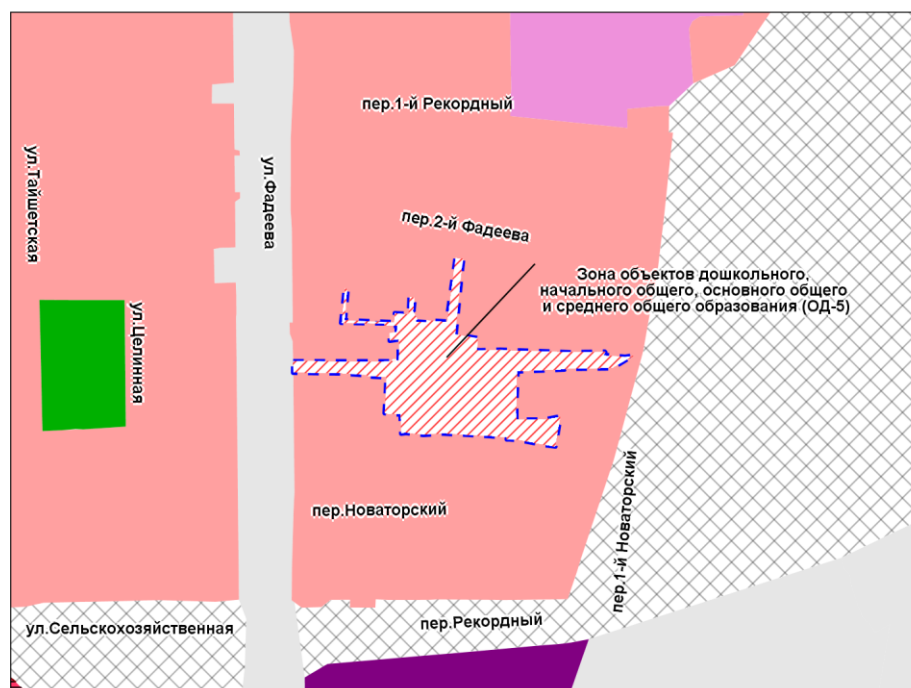 пер.1-й Рекордный
ул.Тайшетская
ул.Фадеева
пер.2-й Фадеева
Зона объектов дошкольного,
начального общего, основного общего
и среднего общего образования (ОД-5)
ул.Целинная
пер.Новаторский
пер.1-й Новаторский
ул.Сельскохозяйственная
пер.Рекордный